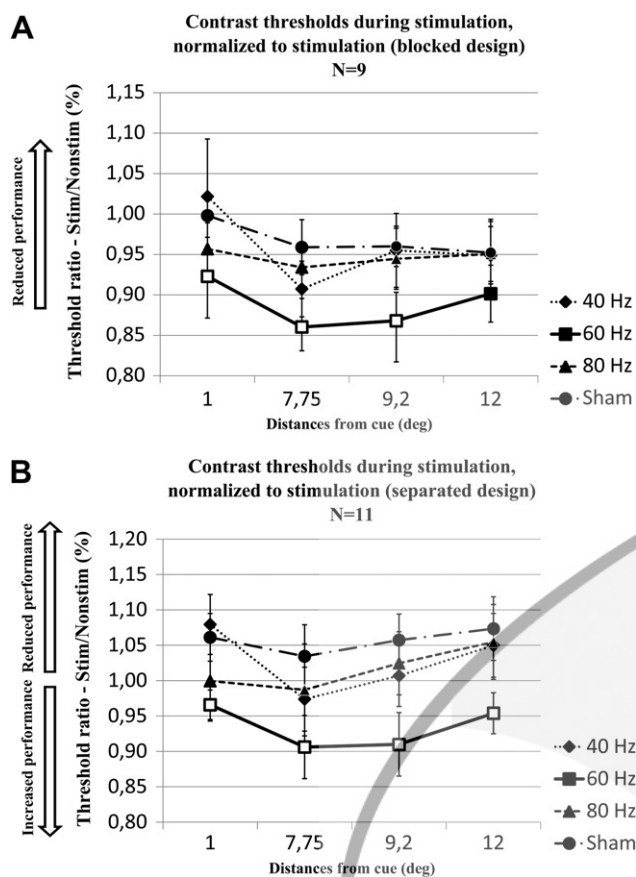 A
Contrast thresholds during stimulation,
normalized to stimulation (blocked design)
N=9
Reduced performance
Threshold ratio - Stim/Nonstim (%)
1,15
1,10
1,05
1,00
0,95
0,90
0,85
0,80
1 7,75 9,2 12
Distances from cue (deg)
40 Hz
60 Hz
80 Hz
Sham
B
Contrast thresholds during stimulation,
normalized to stimulation (separated design)
N=11
Reduced performance
Increased performance
Threshold ratio - Stim/Nonstim (%)
1,20
1,15
1,10
1,05
1,00
0,95
0,90
0,85
0,80
1 7,75 9,2 12
Distances from cue (deg)
40 Hz
60 Hz
80 Hz
Sham